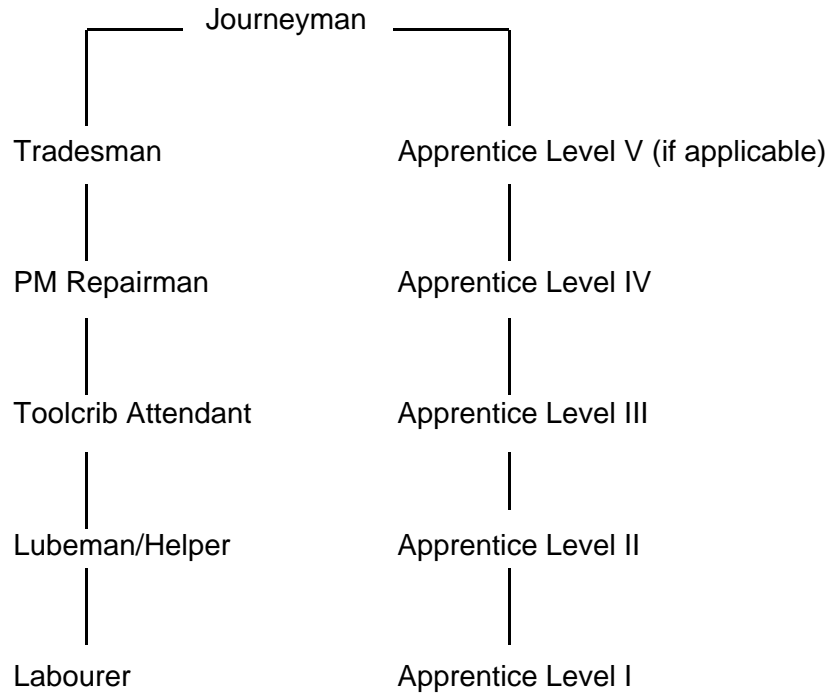 Journeyman
Tradesman Apprentice Level V (if applicable)
PM Repairman Apprentice Level IV
Toolcrib Attendant Apprentice Level III
Lubeman/Helper Apprentice Level II
Labourer Apprentice Level I